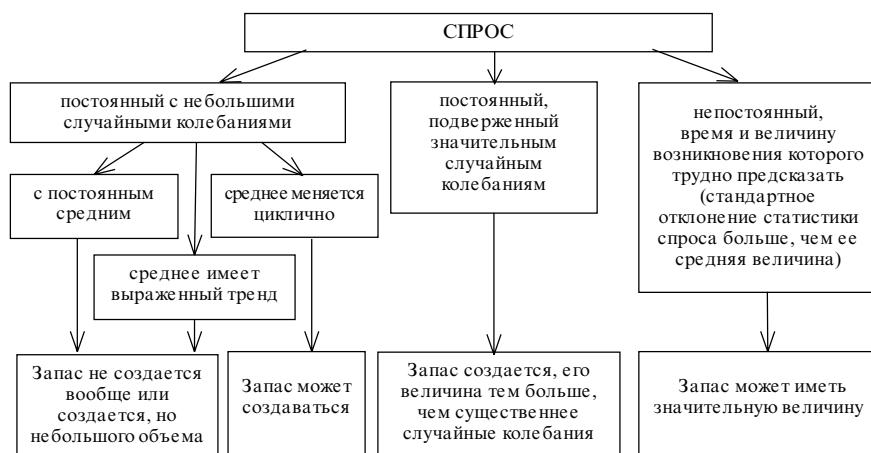 СПРОС
постоянный с небольшими
случайными колебаниями
постоянный,
подверженный
значительным
случайным
колебаниям
непостоянный,
время и величину
возникновения которого
трудно предсказать
(стандартное
отклонение статистики
спроса больше, чем ее
средняя величина)
с постоянным
средним
среднее меняется
циклично
среднее имеет
выраженный тренд
Запас не создается
вообще или
создается, но
небольшого объема
Запас может
создаваться
Запас создается, его
величина тем больше,
чем существеннее
случайные колебания
Запас может иметь
значительную величину